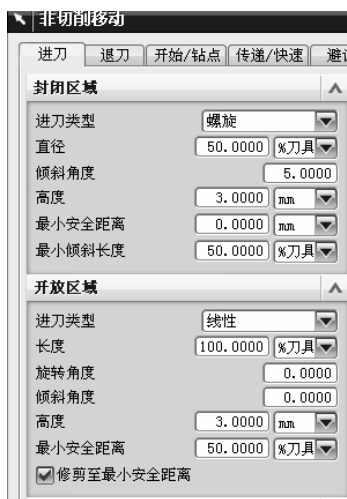 非切削移动
进刀 退刀 开始/钻点 传递/快速
封闭区域
进刀类型 螺旋
直径 50.0000 %刀具
倾斜角度 5.0000
高度 3.0000 mm
最小安全距离 0.0000 mm
最小倾斜长度 50.0000 %刀具
开放区域
进刀类型 线性
长度 100.0000 %刀具
旋转角度 0.0000
倾斜角度 0.0000
高度 3.0000 mm
最小安全距离 50.0000 %刀具
修剪至最小安全距离